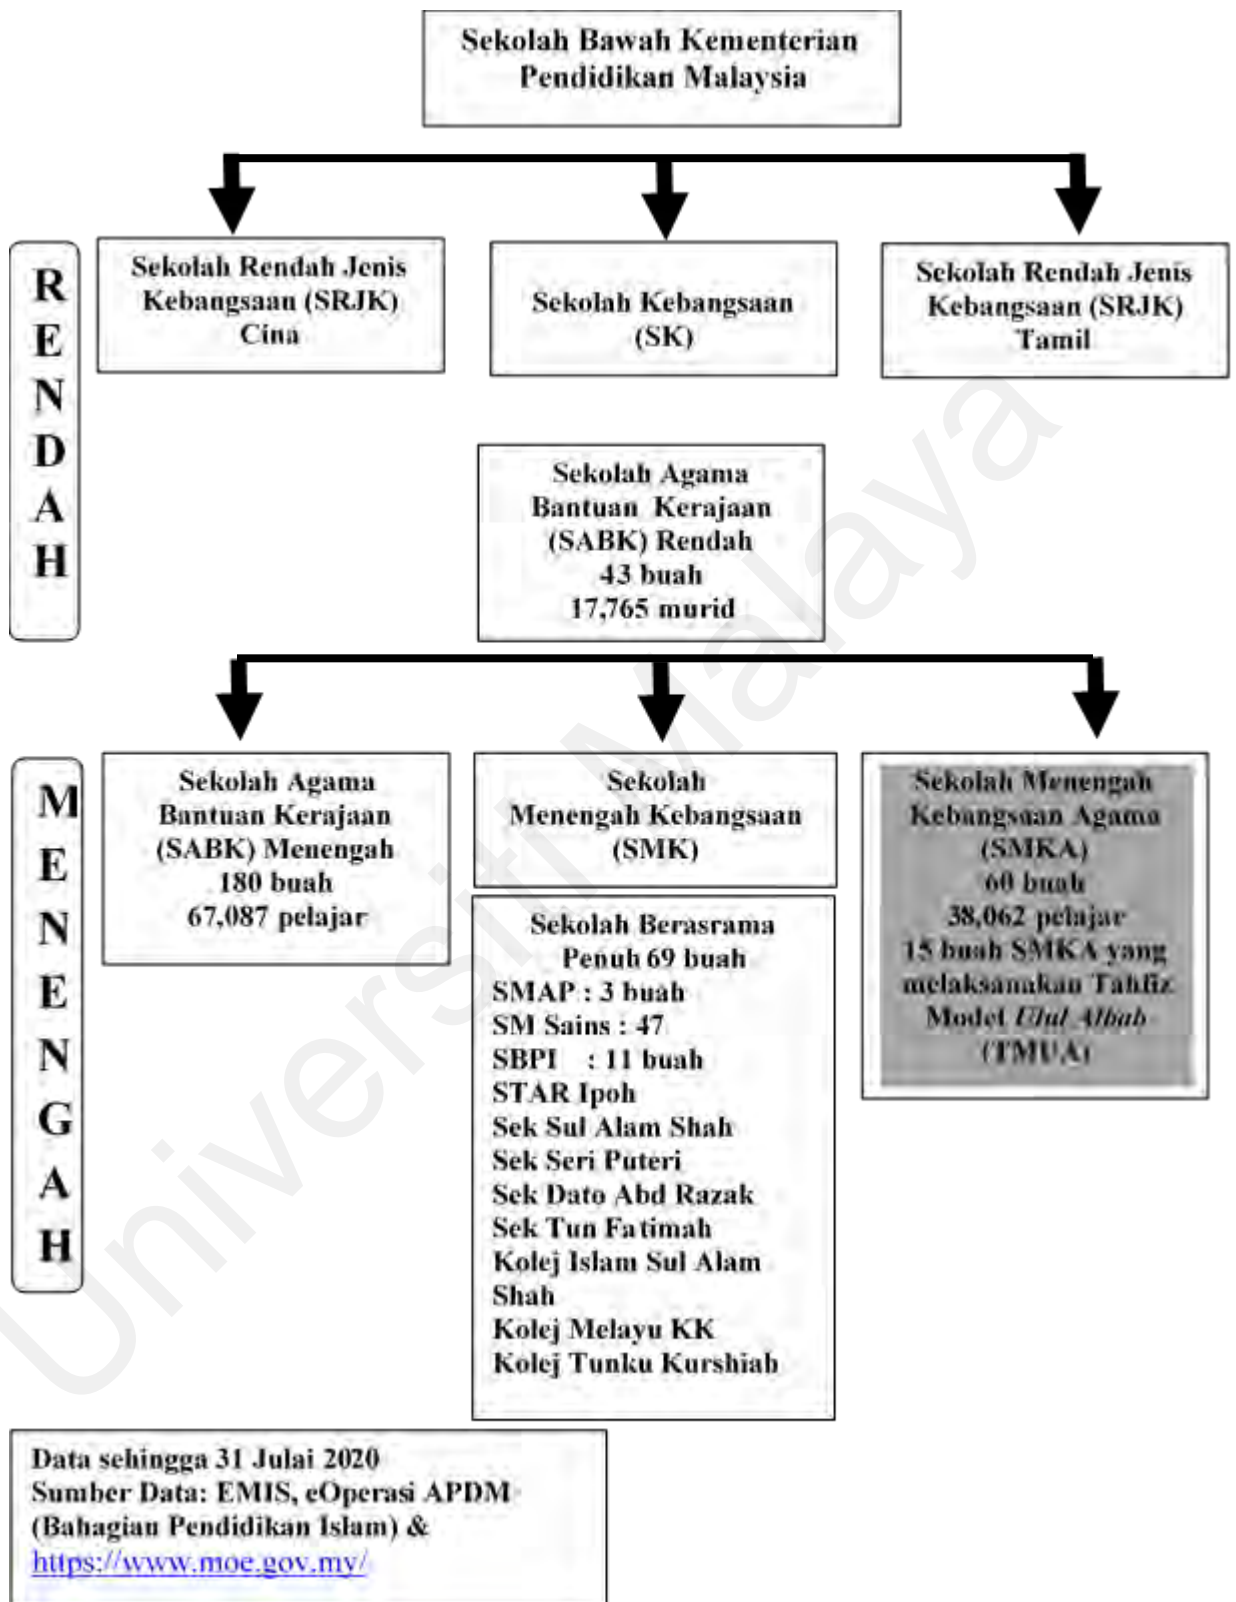 Sekolah Bawah Kementerian
Pendidikan Malaysia
R
E
N
D
A
H
Sekolah Rendah Jenis
Kebangsaan (SRJK)
Cina
Sekolah Kebangsaan
(SK)
Sekolah Rendah Jenis
Kebangsaan (SRJK)
Tamil
Sekolah Agama
Bantuan Kerajaan
(SABK) Rendah
43 buah
17,765 murid
M
E
N
E
N
G
A
H
Sekolah Agama
Bantuan Kerajaan
(SABK) Menengah
180 buah
67,087 pelajar
Sekolah
Menengah Kebangsaan
(SMK)
Sekolah Berasrama
Penuh 69 buah
SMAP : 3 buah
SM Sains : 47
SBPI : 11 buah
STAR Ipoh
Sek Sul Alam Shah
Sek Seri Puteri
Sek Dato Abd Razak
Sek Tun Fatimah
Kolej Islam Sul Alam
Shah
Kolej Melayu KK
Kolej Tunku Kurshiah
Sekolah Menengah
Kebangsaan Agama
(SMKA)
60 buah
38,062 pelajar
15 buah SMKA yang
melaksanakan Tahfiz
Model Ulul Albab
(TMUA)
Data sehingga 31 Julai 2020
Sumber Data: EMIS, eOperasi APDM
(Bahagian Pendidikan Islam) &
https://www.moe.gov.my/
Universiti Malaya